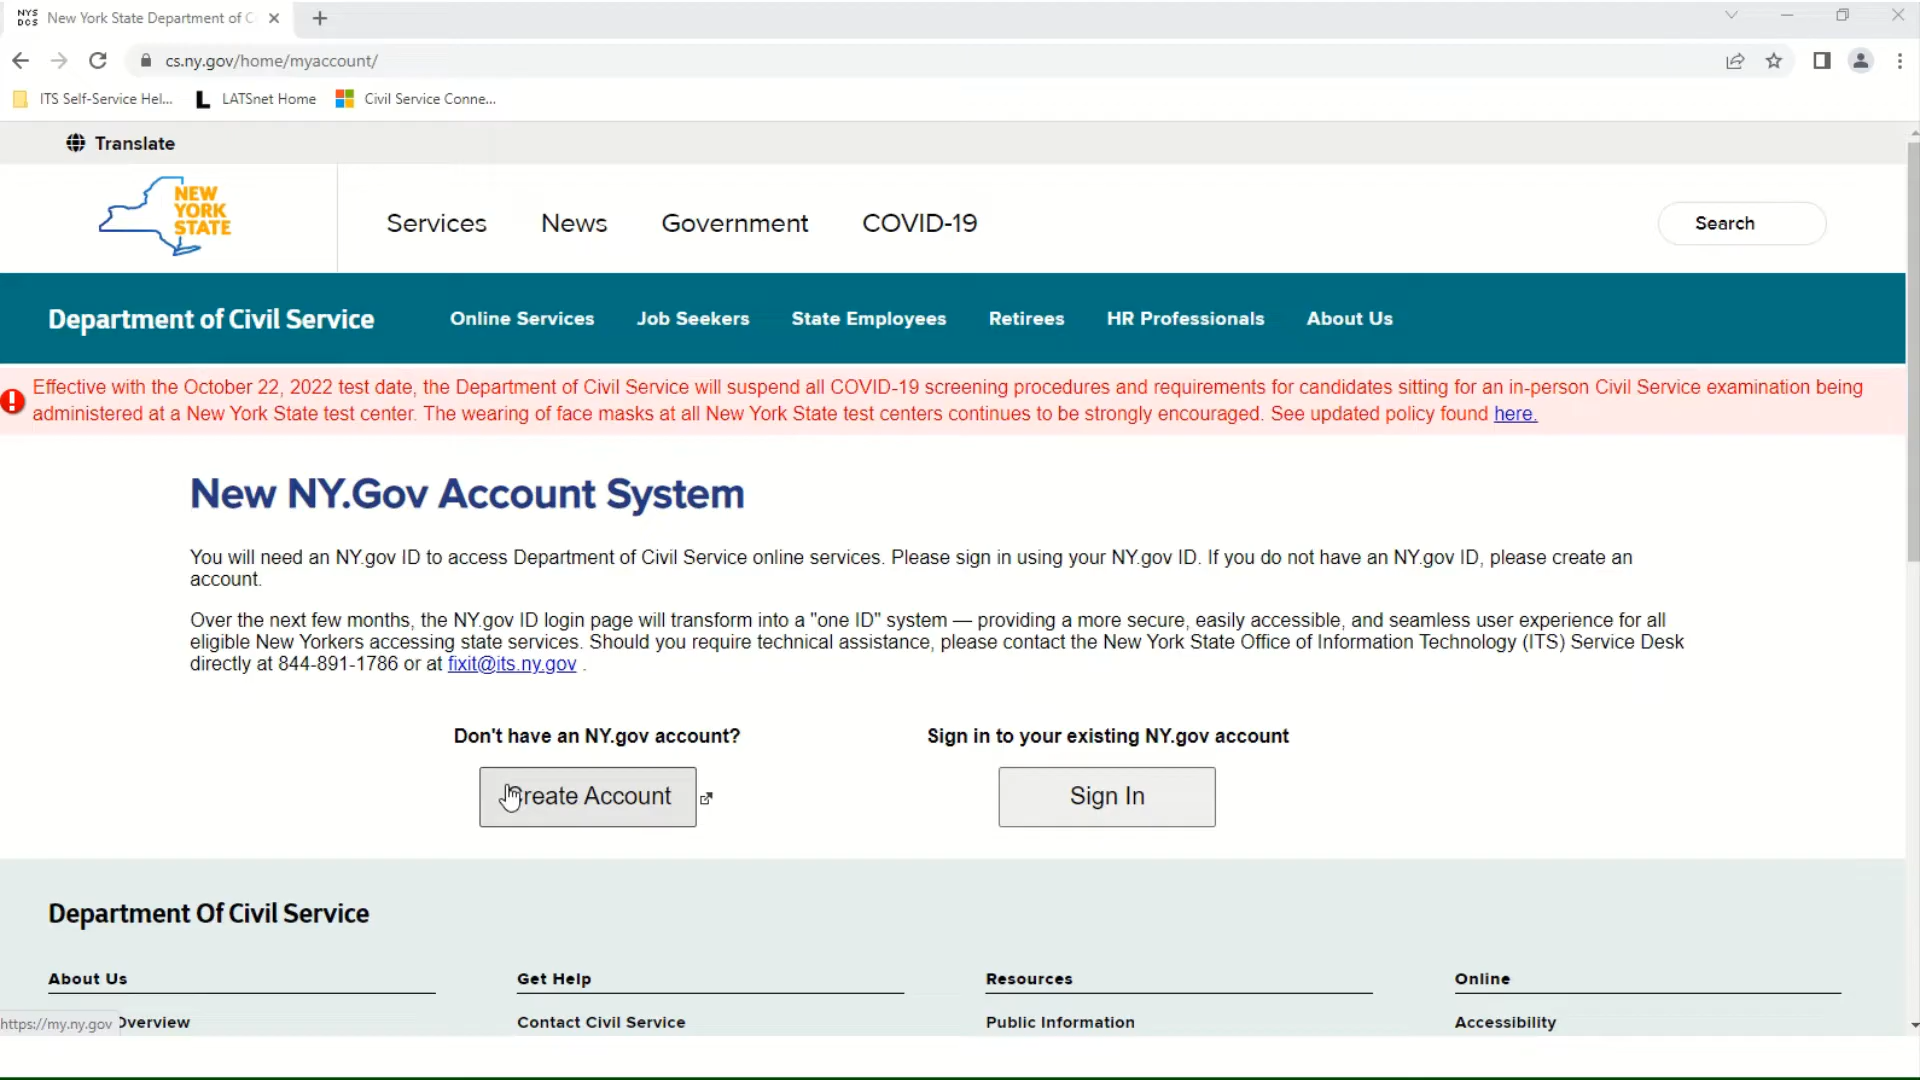 NYS
DCS
New York State Department of C
cs.ny.gov/home/myaccount/
ITS Self-Service Hel...
LATSnet Home
Civil Service Conne...
Translate
NEW
YORK
STATE
Services
News
Government
COVID-19
Search
Department of Civil Service
Online Services
Job Seekers
State Employees
Retirees
HR Professionals
About Us
Effective with the October 22, 2022 test date, the Department of Civil Service will suspend all COVID-19 screening procedures and requirements for candidates sitting for an in-person Civil Service examination being
administered at a New York State test center. The wearing of face masks at all New York State test centers continues to be strongly encouraged. See updated policy found here.
New NY.Gov Account System
You will need an NY.gov ID to access Department of Civil Service online services. Please sign in using your NY.gov ID. If you do not have an NY.gov ID, please create an
account.
Over the next few months, the NY.gov ID login page will transform into a "one ID" system — providing a more secure, easily accessible, and seamless user experience for all
eligible New Yorkers accessing state services. Should you require technical assistance, please contact the New York State Office of Information Technology (ITS) Service Desk
directly at 844-891-1786 or at fixit@its.ny.gov .
Don't have an NY.gov account?
Sign in to your existing NY.gov account
Create Account
Sign In
Department Of Civil Service
About Us
Get Help
Resources
Online
https://my.ny.gov
Overview
Contact Civil Service
Public Information
Accessibility